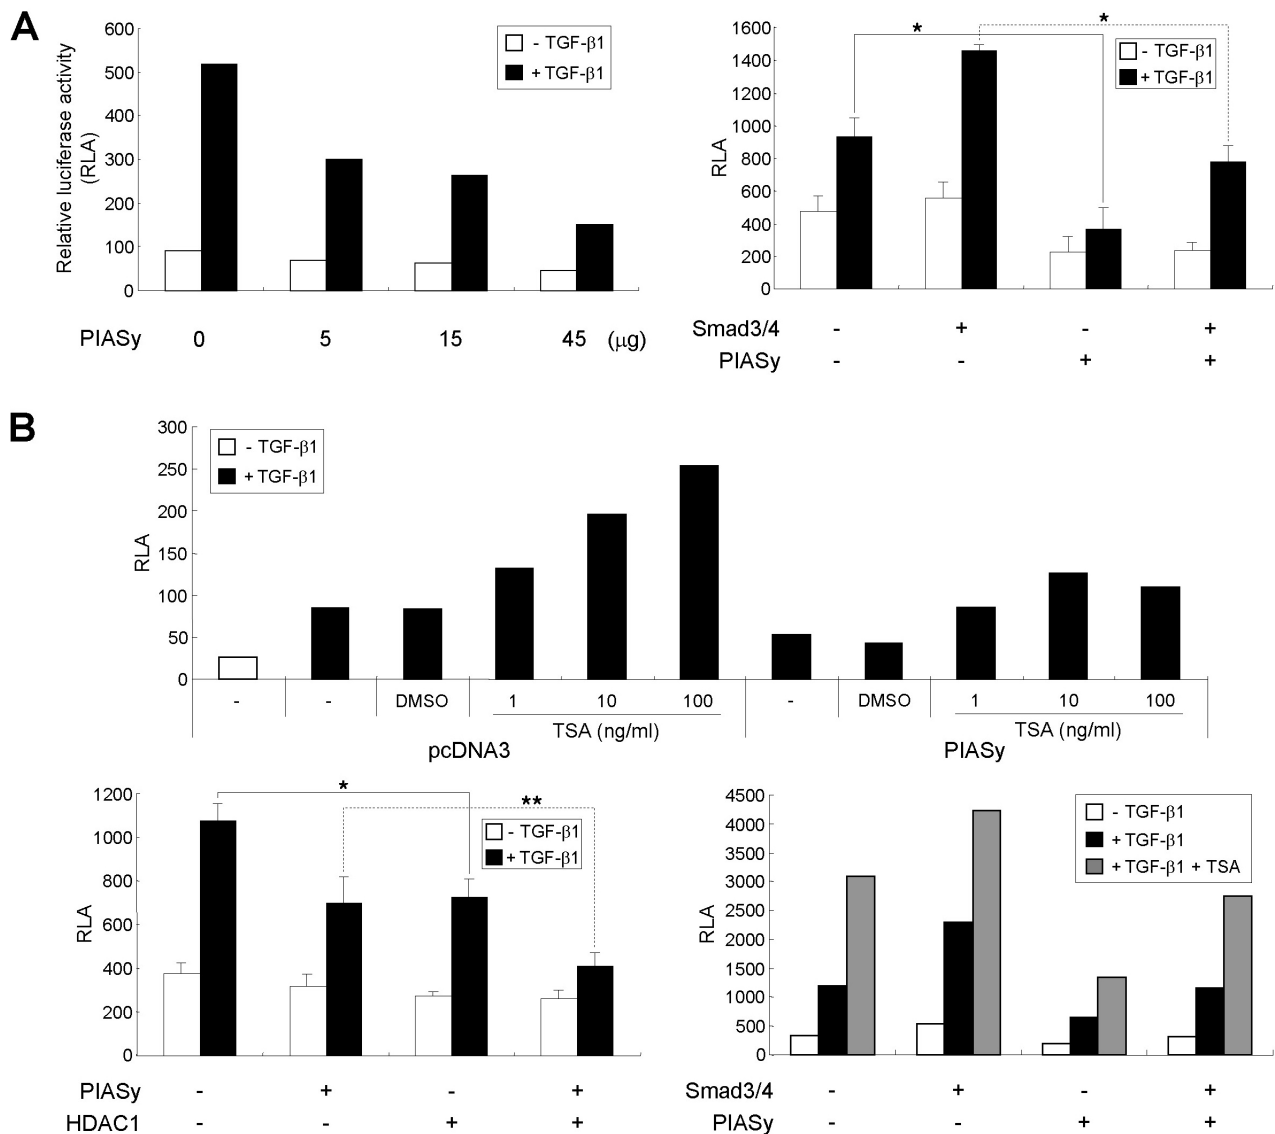 A
600
500
400
300
200
100
0
Relative luciferase activity
(RLA)
- TGF-β1
+ TGF-β1
PIASy 0 5 15 45 (μg)
1600
1400
1200
1000
800
600
400
200
0
RLA
* *
- TGF-β1
+ TGF-β1
Smad3/4 - + - +
PIASy - - + +
B
300
250
200
150
100
50
0
RLA
- TGF-β1
+ TGF-β1
- - DMSO 1 10 100 - DMSO 1 10 100
TSA (ng/ml) TSA (ng/ml)
pcDNA3 PIASy
1200
1000
800
600
400
200
0
RLA
* **
- TGF-β1
+ TGF-β1
PIASy - + - +
HDAC1 - - + +
4500
4000
3500
3000
2500
2000
1500
1000
500
0
RLA
- TGF-β1
+ TGF-β1
+ TGF-β1 + TSA
Smad3/4 - + - +
PIASy - - + +